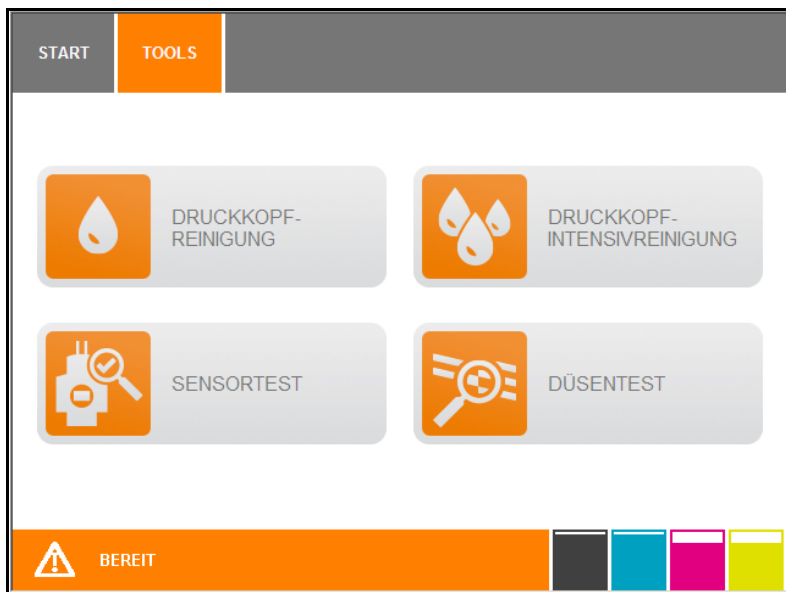 START
TOOLS
DRUCKKOPF-
REINIGUNG
DRUCKKOPF-
INTENSIVREINIGUNG
SENSORTEST
DÜSENTEST
BEREIT